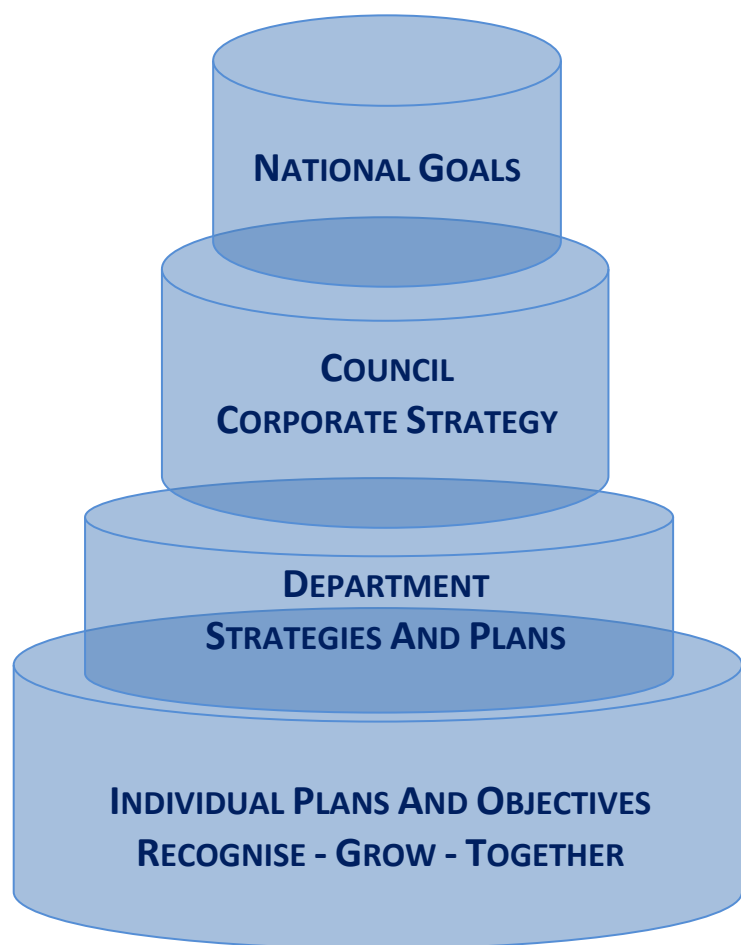 NATIONAL GOALS
COUNCIL
CORPORATE STRATEGY
DEPARTMENT
STRATEGIES AND PLANS
INDIVIDUAL PLANS AND OBJECTIVES
RECOGNISE - GROW - TOGETHER